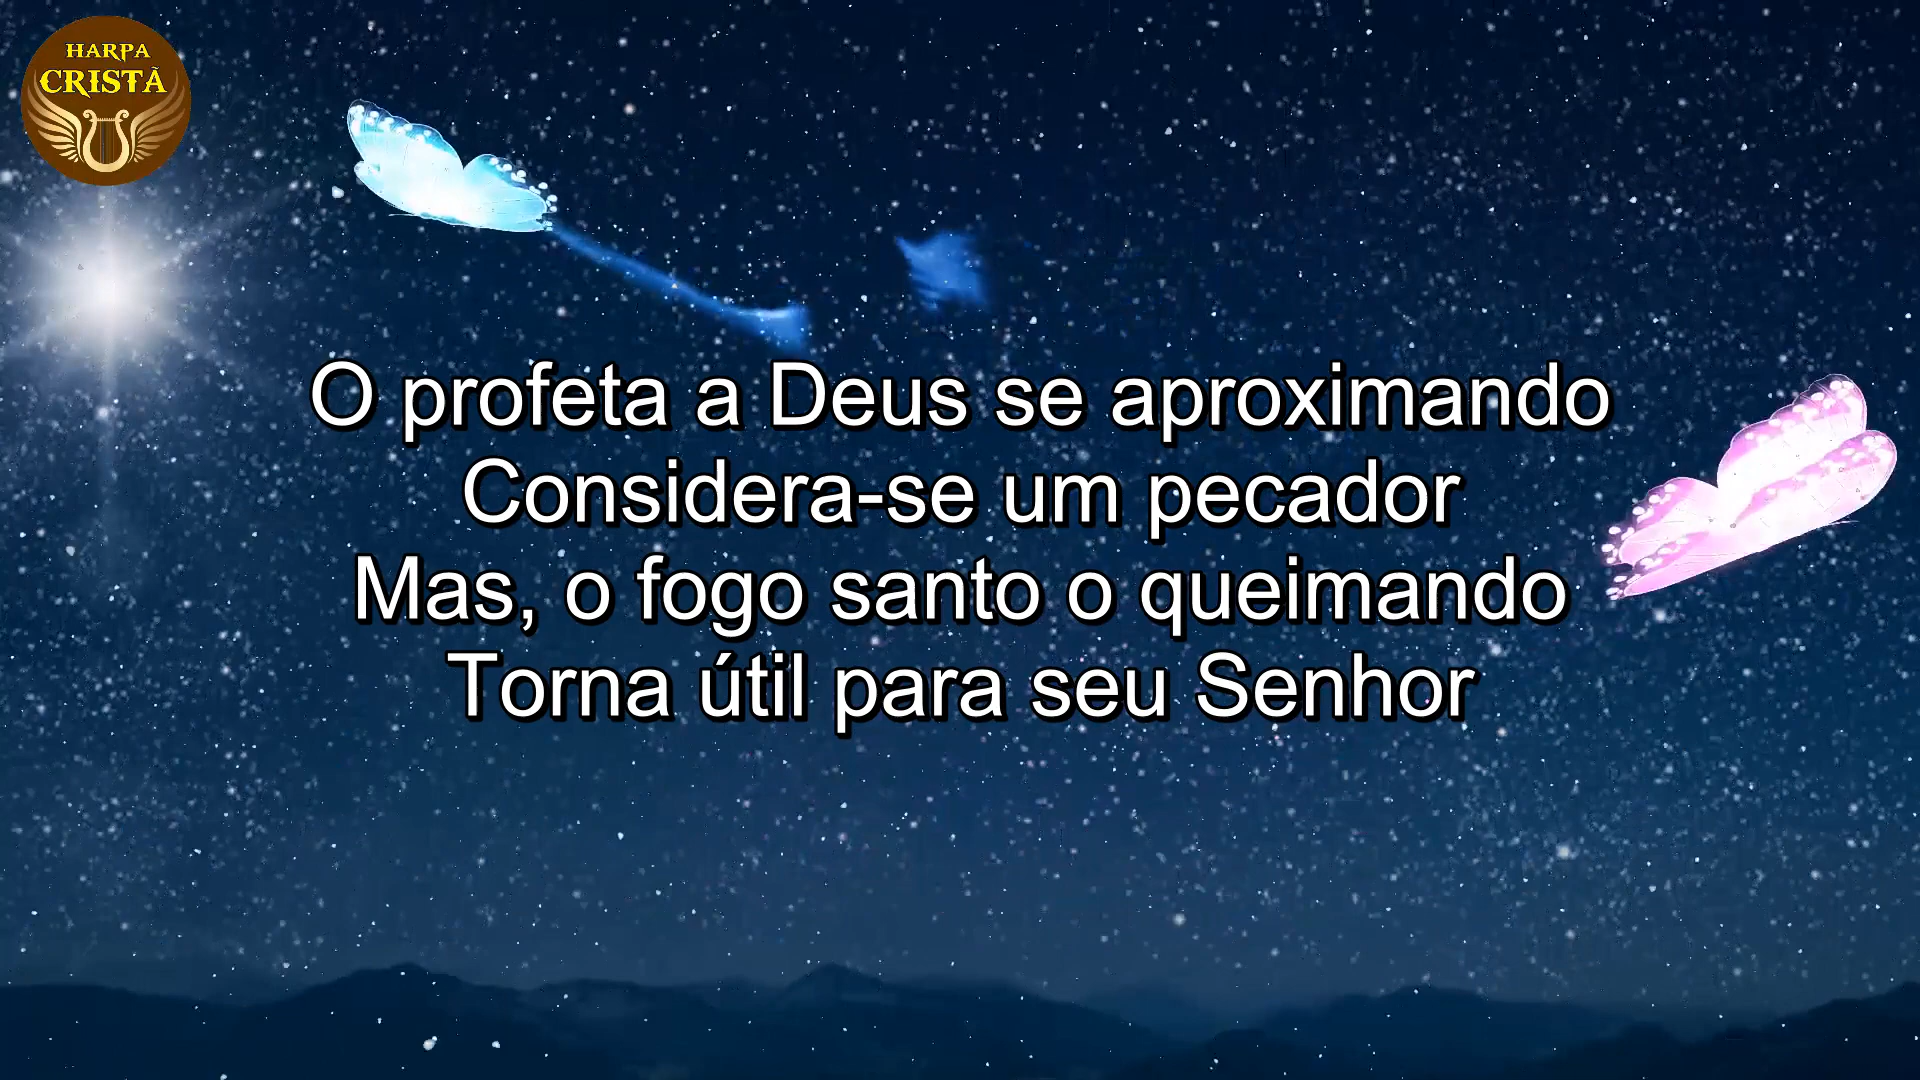 HARPA
CRISTÃ
O profeta a Deus se aproximando
Considera-se um pecador
Mas, o fogo santo o queimando
Torna útil para seu Senhor